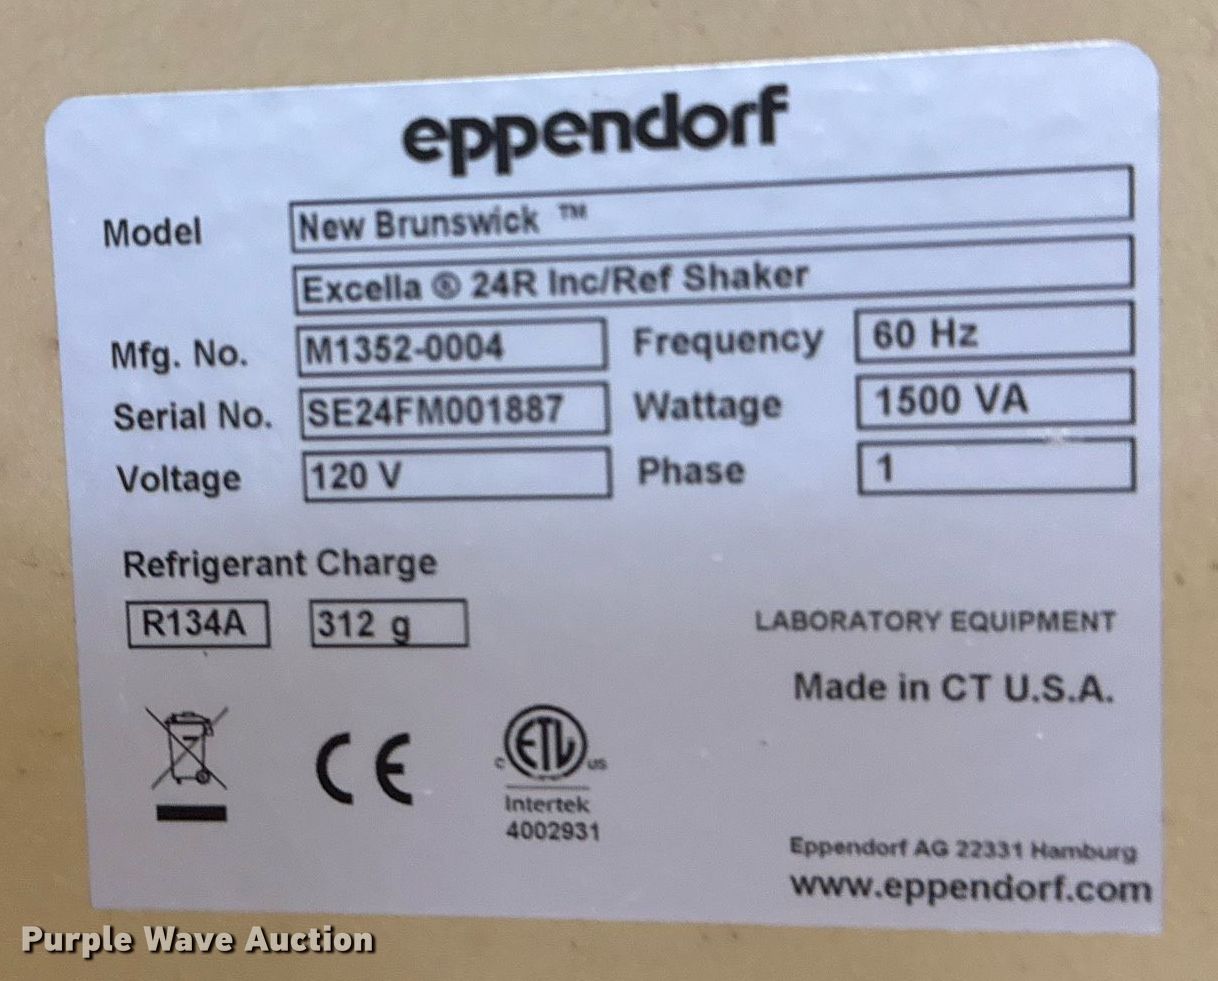 eppendorf
Model New Brunswick ™
Excella ® 24R Inc/Ref Shaker
Mfg. No. M1352-0004 Frequency 60 Hz
Serial No. SE24FM001887 Wattage 1500 VA
Voltage 120 V Phase 1
Refrigerant Charge
R134A 312 g
LABORATORY EQUIPMENT
Made in CT U.S.A.
CE
C ETL US
Intertek
4002931
Eppendorf AG 22331 Hamburg
www.eppendorf.com
Purple Wave Auction